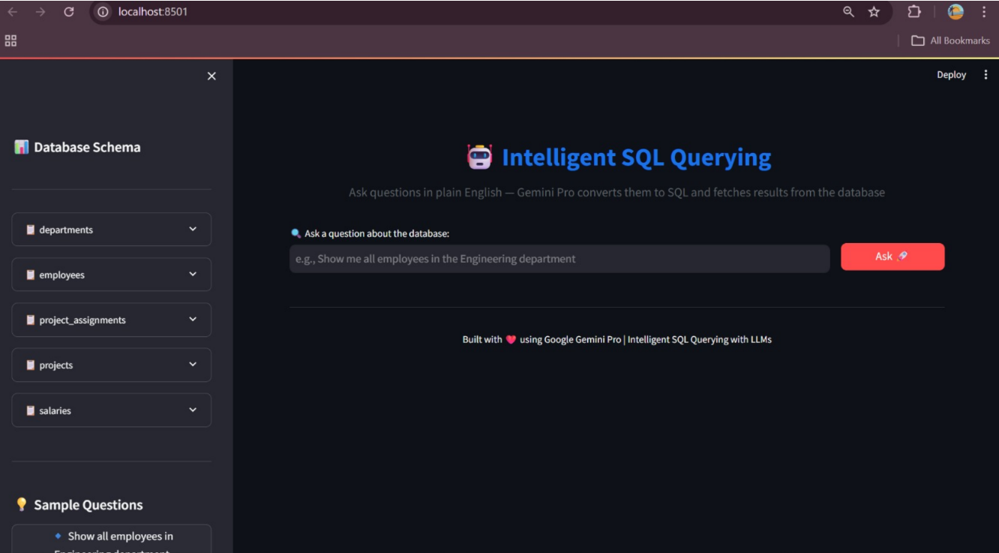 localhost:8501
All Bookmarks
Deploy
Database Schema
departments
employees
project_assignments
projects
salaries
Sample Questions
Show all employees in
Engineering department
Intelligent SQL Querying
Ask questions in plain English — Gemini Pro converts them to SQL and fetches results from the database
Ask a question about the database:
e.g., Show me all employees in the Engineering department
Ask
Built with ❤️ using Google Gemini Pro | Intelligent SQL Querying with LLMs